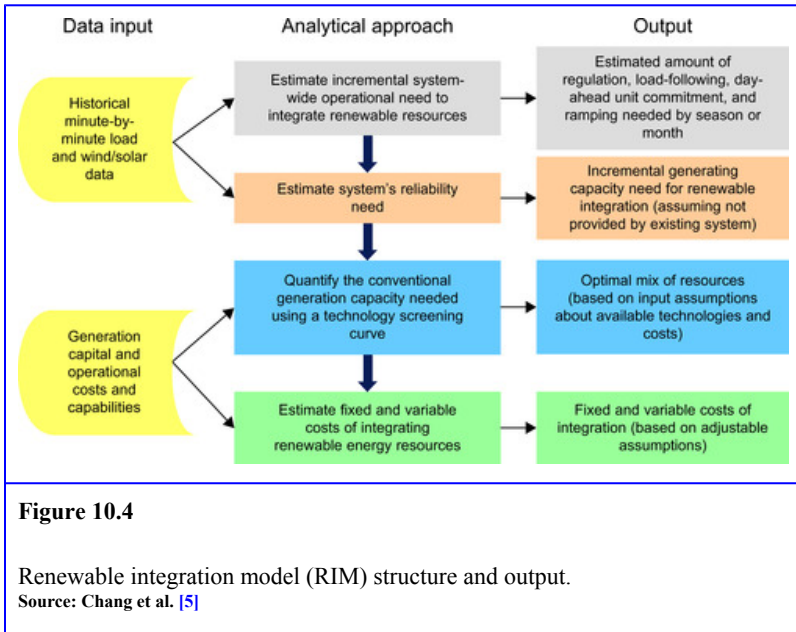 Data input
Analytical approach
Output
Historical
minute-by-
minute load
and wind/solar
data
Estimate incremental system-
wide operational need to
integrate renewable resources
Estimated amount of
regulation, load-following, day-
ahead unit commitment, and
ramping needed by season or
month
Estimate system's reliability
need
Incremental generating
capacity need for renewable
integration (assuming not
provided by existing system)
Generation
capital and
operational
costs and
capabilities
Quantify the conventional
generation capacity needed
using a technology screening
curve
Optimal mix of resources
(based on input assumptions
about available technologies and
costs)
Estimate fixed and variable
costs of integrating
renewable energy resources
Fixed and variable costs of
integration (based on adjustable
assumptions)
Figure 10.4
Renewable integration model (RIM) structure and output.
Source: Chang et al. [5]